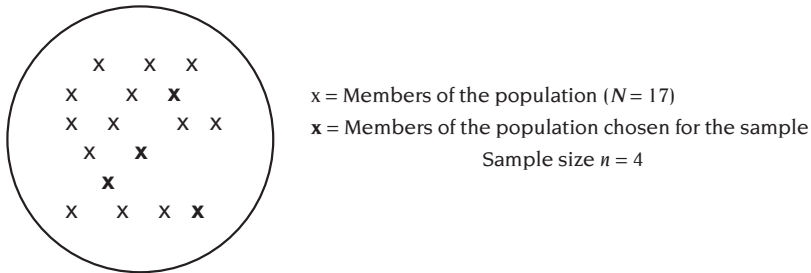 x x x
x x x
x x x x
x x
x
x x x x
x = Members of the population (N = 17)
x = Members of the population chosen for the sample
Sample size n = 4